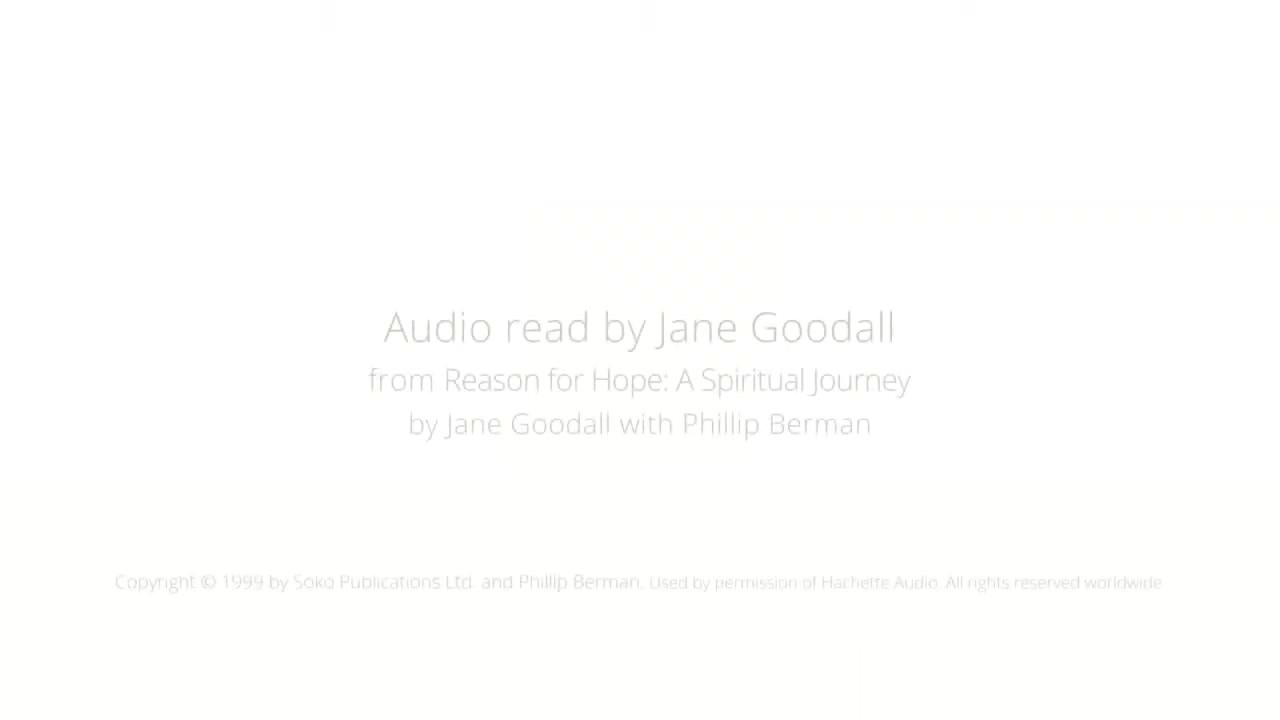 Audio read by Jane Goodall
from Reason for Hope: A Spiritual Journey
by Jane Goodall with Phillip Berman
Copyright © 1999 by Soko Publications Ltd. and Phillip Berman. Used by permission of Hachette Audio. All rights reserved worldwide